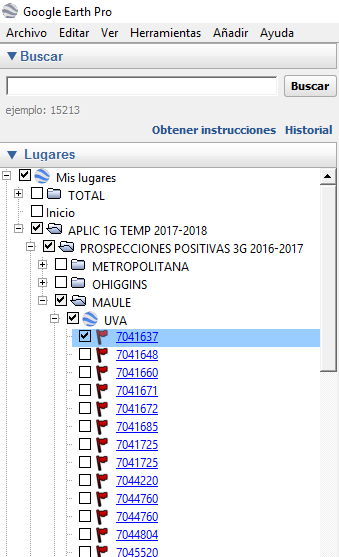 Google Earth Pro
Archivo Editar Ver Herramientas Añadir Ayuda
Buscar
Buscar
ejemplo: 15213
Obtener instrucciones Historial
Lugares
Mis lugares
TOTAL
Inicio
APLIC 1G TEMP 2017-2018
PROSPECCIONES POSITIVAS 3G 2016-2017
METROPOLITANA
OHIGGINS
MAULE
UVA
7041637
7041648
7041660
7041671
7041672
7041685
7041725
7041725
7044220
7044760
7044760
7044804
7045520